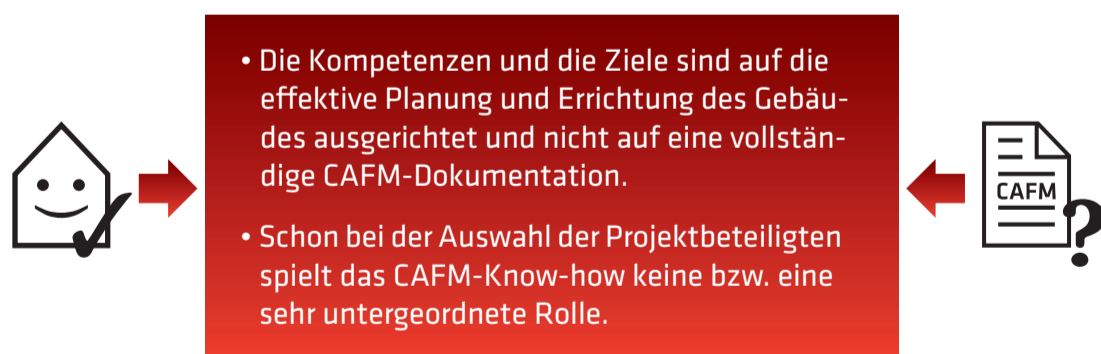 • Die Kompetenzen und die Ziele sind auf die
effektive Planung und Errichtung des Gebäu-
des ausgerichtet und nicht auf eine vollstän-
dige CAFM-Dokumentation.
• Schon bei der Auswahl der Projektbeteiligten
spielt das CAFM-Know-how keine bzw. eine
sehr untergeordnete Rolle.
CAFM
?